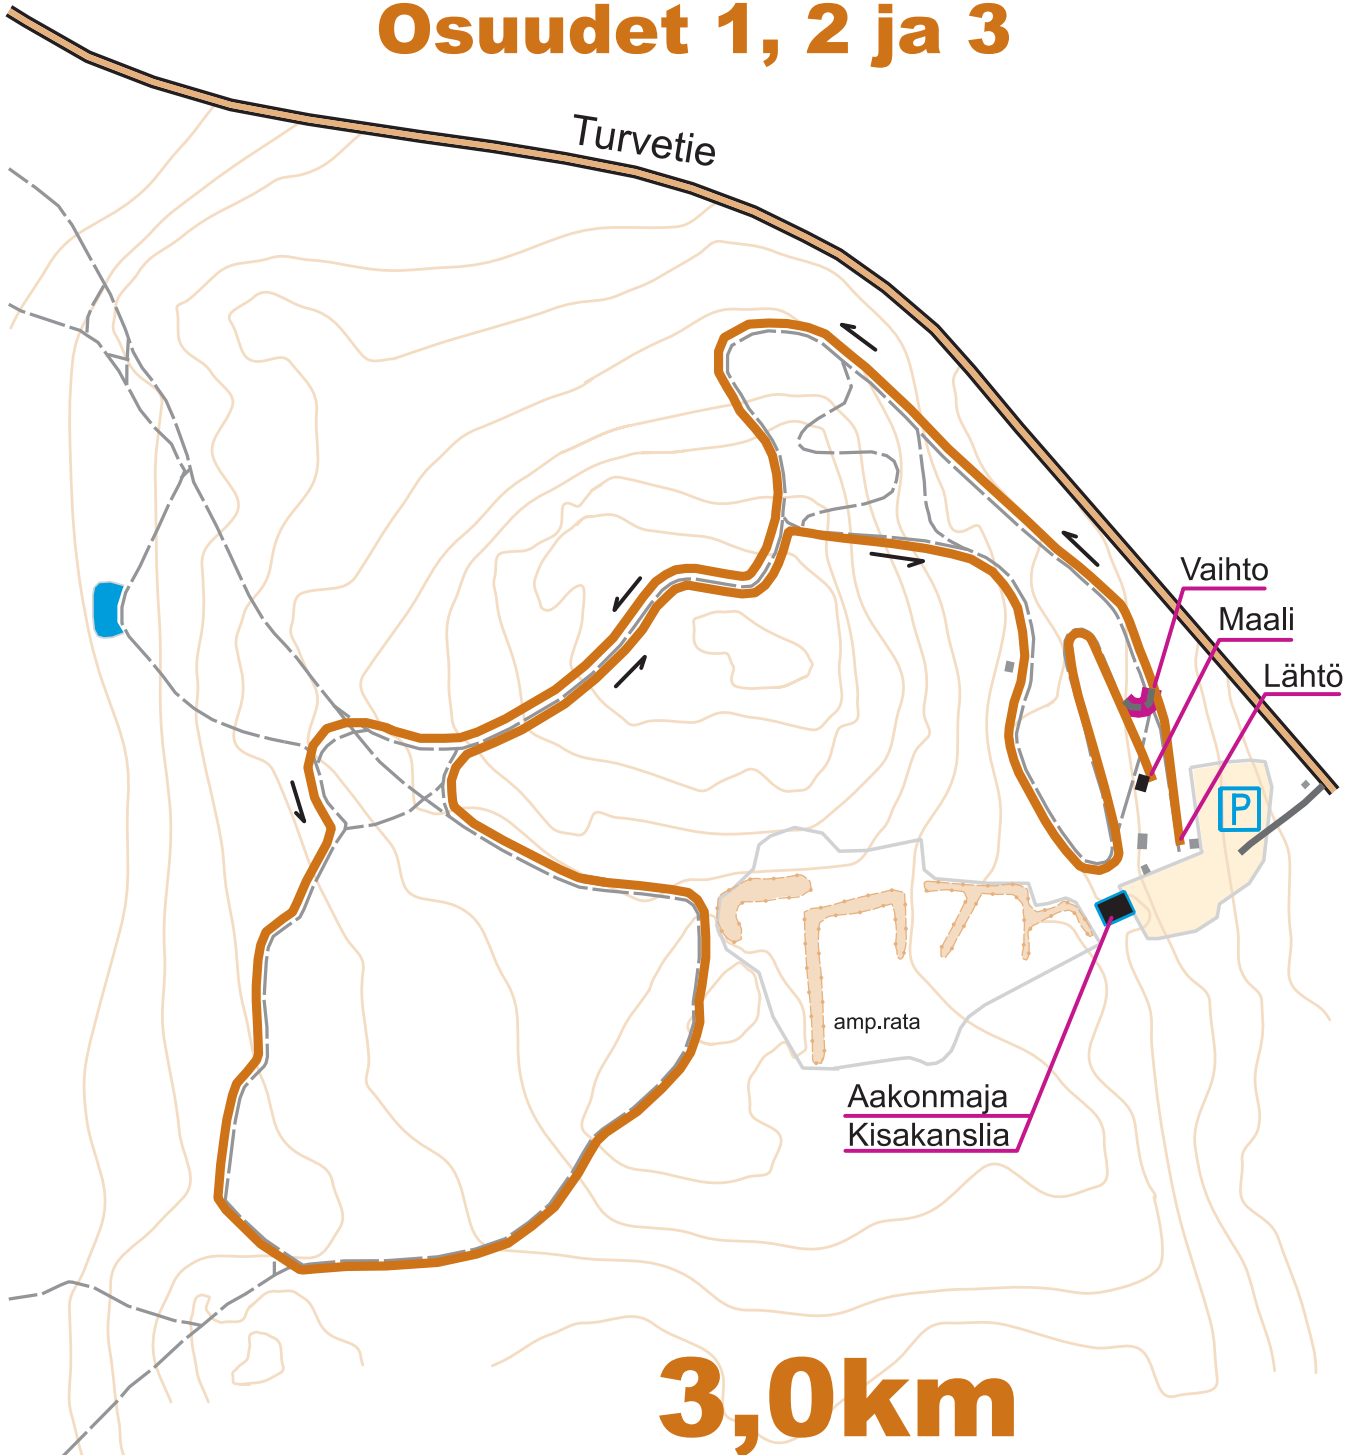 Osuudet 1, 2 ja 3
Turvetie
Vaihto
Maali
Lähtö
P
amp.rata
Aakonmaja
Kisakanslia
3,0km